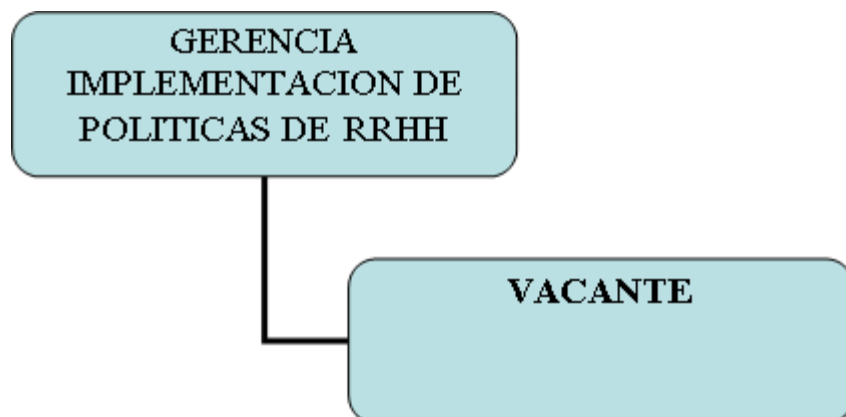 GERENCIA
IMPLEMENTACION DE
POLITICAS DE RRHH
VACANTE